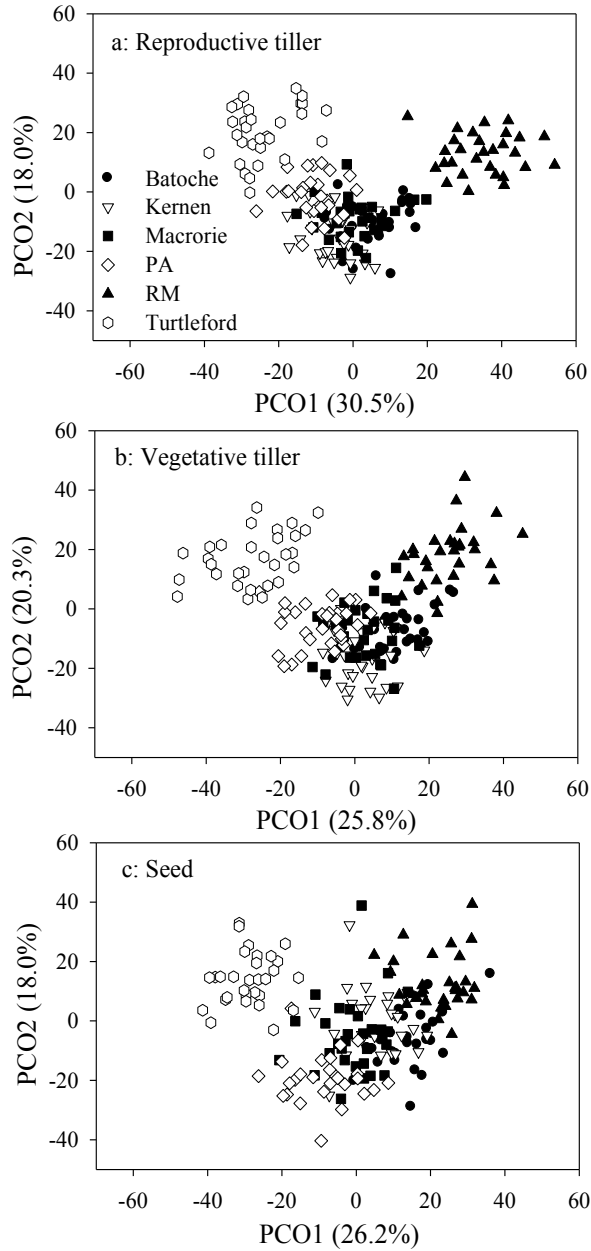 60
a: Reproductive tiller
40
20
0
-20
-40
PCO2 (18.0%)
Batoche
Kernen
Macrorie
PA
RM
Turtleford
-60 -40 -20 0 20 40 60
PCO1 (30.5%)
60
b: Vegetative tiller
40
20
0
-20
-40
PCO2 (20.3%)
-60 -40 -20 0 20 40 60
PCO1 (25.8%)
60
c: Seed
40
20
0
-20
-40
PCO2 (18.0%)
-60 -40 -20 0 20 40 60
PCO1 (26.2%)